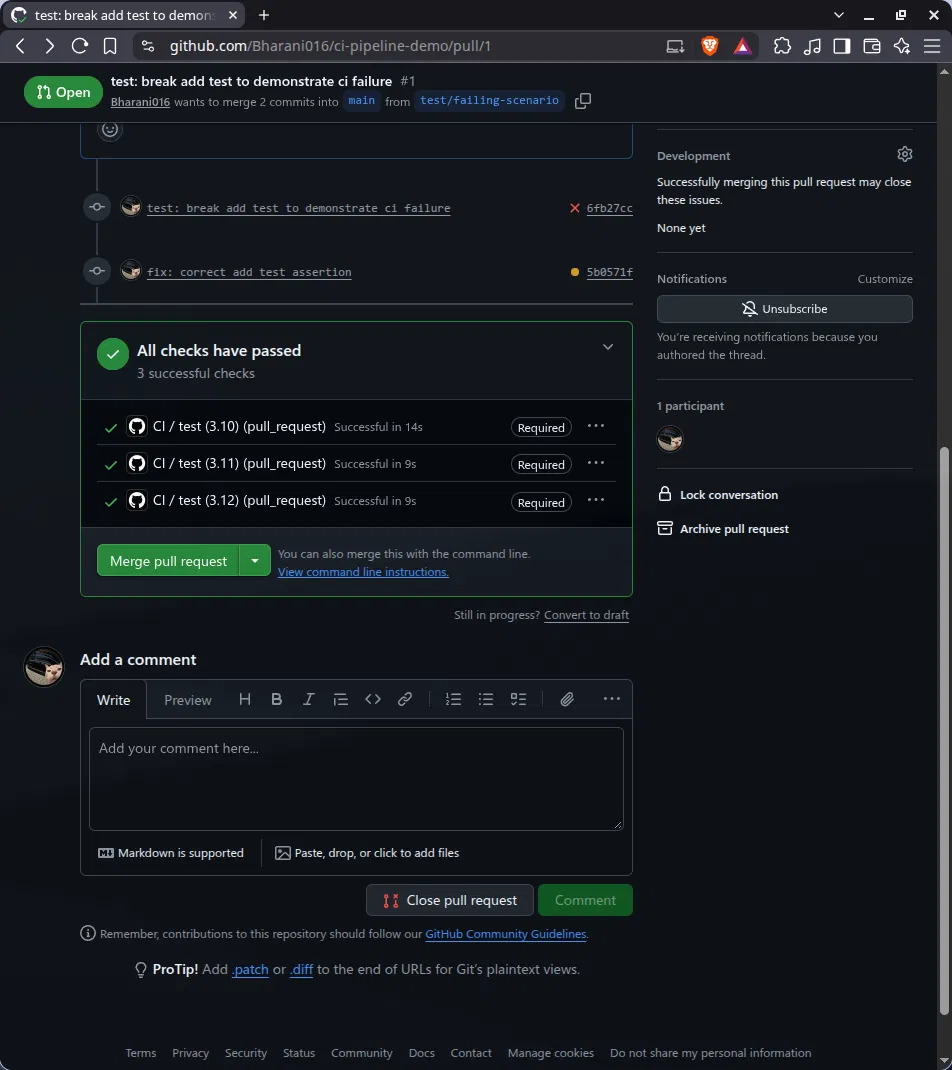 test: break add test to demons
github.com/Bharani016/ci-pipeline-demo/pull/1
Open
test: break add test to demonstrate ci failure #1
Bharani016 wants to merge 2 commits into main from test/failing-scenario
test: break add test to demonstrate ci failure
6fb27cc
fix: correct add test assertion
5b0571f
All checks have passed
3 successful checks
CI / test (3.10) (pull_request) Successful in 14s Required
CI / test (3.11) (pull_request) Successful in 9s Required
CI / test (3.12) (pull_request) Successful in 9s Required
Merge pull request
You can also merge this with the command line.
View command line instructions.
Still in progress? Convert to draft
Add a comment
Write
Preview
Add your comment here...
Markdown is supported
Paste, drop, or click to add files
Close pull request
Comment
Remember, contributions to this repository should follow our GitHub Community Guidelines.
ProTip! Add .patch or .diff to the end of URLs for Git's plaintext views.
Development
Successfully merging this pull request may close
these issues.
None yet
Notifications
Customize
Unsubscribe
You're receiving notifications because you
authored the thread.
1 participant
Lock conversation
Archive pull request
Terms Privacy Security Status Community Docs Contact Manage cookies Do not share my personal information